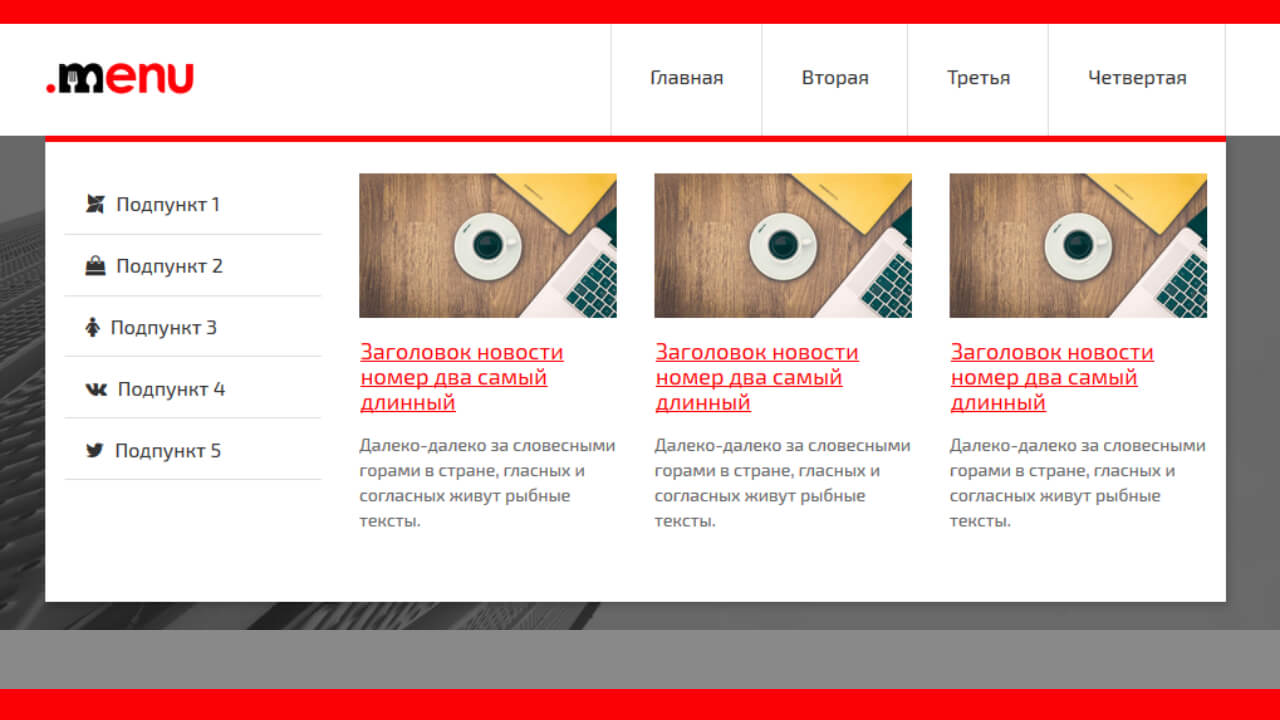 .menu
Главная
Вторая
Третья
Четвертая
Подпункт 1
Подпункт 2
Подпункт 3
Подпункт 4
Подпункт 5
Заголовок новости
номер два самый
длинный
Далеко-далеко за словесными
горами в стране, гласных и
согласных живут рыбные
тексты.
Заголовок новости
номер два самый
длинный
Далеко-далеко за словесными
горами в стране, гласных и
согласных живут рыбные
тексты.
Заголовок новости
номер два самый
длинный
Далеко-далеко за словесными
горами в стране, гласных и
согласных живут рыбные
тексты.